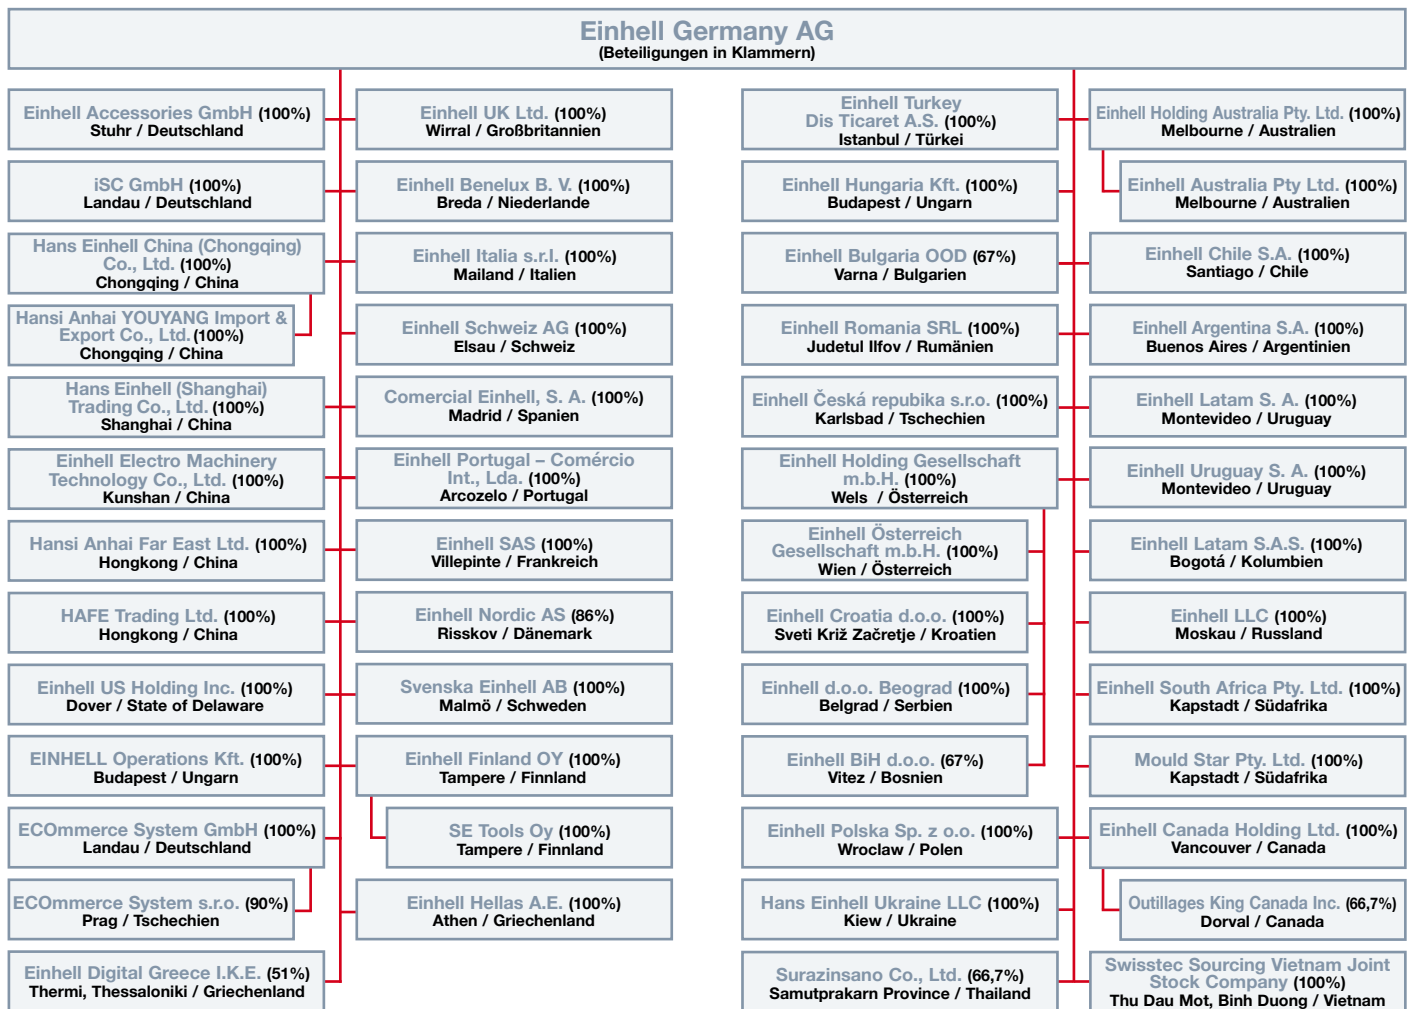 Einhell Germany AG
(Beteiligungen in Klammern)
Einhell Accessories GmbH (100%)
Stuhr / Deutschland
iSC GmbH (100%)
Landau / Deutschland
Hans Einhell China (Chongqing)
Co., Ltd. (100%)
Chongqing / China
Hansi Anhai YOUYANG Import &
Export Co., Ltd. (100%)
Chongqing / China
Hans Einhell (Shanghai)
Trading Co., Ltd. (100%)
Shanghai / China
Einhell Electro Machinery
Technology Co., Ltd. (100%)
Kunshan / China
Hansi Anhai Far East Ltd. (100%)
Hongkong / China
HAFE Trading Ltd. (100%)
Hongkong / China
Einhell US Holding Inc. (100%)
Dover / State of Delaware
EINHELL Operations Kft. (100%)
Budapest / Ungarn
ECOmmerce System GmbH (100%)
Landau / Deutschland
ECOmmerce System s.r.o. (90%)
Prag / Tschechien
Einhell Digital Greece I.K.E. (51%)
Thermi, Thessaloniki / Griechenland
Einhell UK Ltd. (100%)
Wirral / Großbritannien
Einhell Benelux B. V. (100%)
Breda / Niederlande
Einhell Italia s.r.l. (100%)
Mailand / Italien
Einhell Schweiz AG (100%)
Elsau / Schweiz
Comercial Einhell, S. A. (100%)
Madrid / Spanien
Einhell Portugal – Comércio
Int., Lda. (100%)
Arcozelo / Portugal
Einhell SAS (100%)
Villepinte / Frankreich
Einhell Nordic AS (86%)
Risskov / Dänemark
Svenska Einhell AB (100%)
Malmö / Schweden
Einhell Finland OY (100%)
Tampere / Finnland
SE Tools Oy (100%)
Tampere / Finnland
Einhell Hellas A.E. (100%)
Athen / Griechenland
Einhell Turkey
Dis Ticaret A.S. (100%)
Istanbul / Türkei
Einhell Hungaria Kft. (100%)
Budapest / Ungarn
Einhell Bulgaria OOD (67%)
Varna / Bulgarien
Einhell Romania SRL (100%)
Judetul Ilfov / Rumänien
Einhell Česká repubika s.r.o. (100%)
Karlsbad / Tschechien
Einhell Holding Gesellschaft
m.b.H. (100%)
Wels / Österreich
Einhell Österreich
Gesellschaft m.b.H. (100%)
Wien / Österreich
Einhell Croatia d.o.o. (100%)
Sveti Križ Začretje / Kroatien
Einhell d.o.o. Beograd (100%)
Belgrad / Serbien
Einhell BiH d.o.o. (67%)
Vitez / Bosnien
Einhell Polska Sp. z o.o. (100%)
Wroclaw / Polen
Hans Einhell Ukraine LLC (100%)
Kiew / Ukraine
Surazinsano Co., Ltd. (66,7%)
Samutprakarn Province / Thailand
Einhell Holding Australia Pty. Ltd. (100%)
Melbourne / Australien
Einhell Australia Pty Ltd. (100%)
Melbourne / Australien
Einhell Chile S.A. (100%)
Santiago / Chile
Einhell Argentina S.A. (100%)
Buenos Aires / Argentinien
Einhell Latam S. A. (100%)
Montevideo / Uruguay
Einhell Uruguay S. A. (100%)
Montevideo / Uruguay
Einhell Latam S.A.S. (100%)
Bogotá / Kolumbien
Einhell LLC (100%)
Moskau / Russland
Einhell South Africa Pty. Ltd. (100%)
Kapstadt / Südafrika
Mould Star Pty. Ltd. (100%)
Kapstadt / Südafrika
Einhell Canada Holding Ltd. (100%)
Vancouver / Canada
Outillages King Canada Inc. (66,7%)
Dorval / Canada
Swisstec Sourcing Vietnam Joint
Stock Company (100%)
Thu Dau Mot, Binh Duong / Vietnam